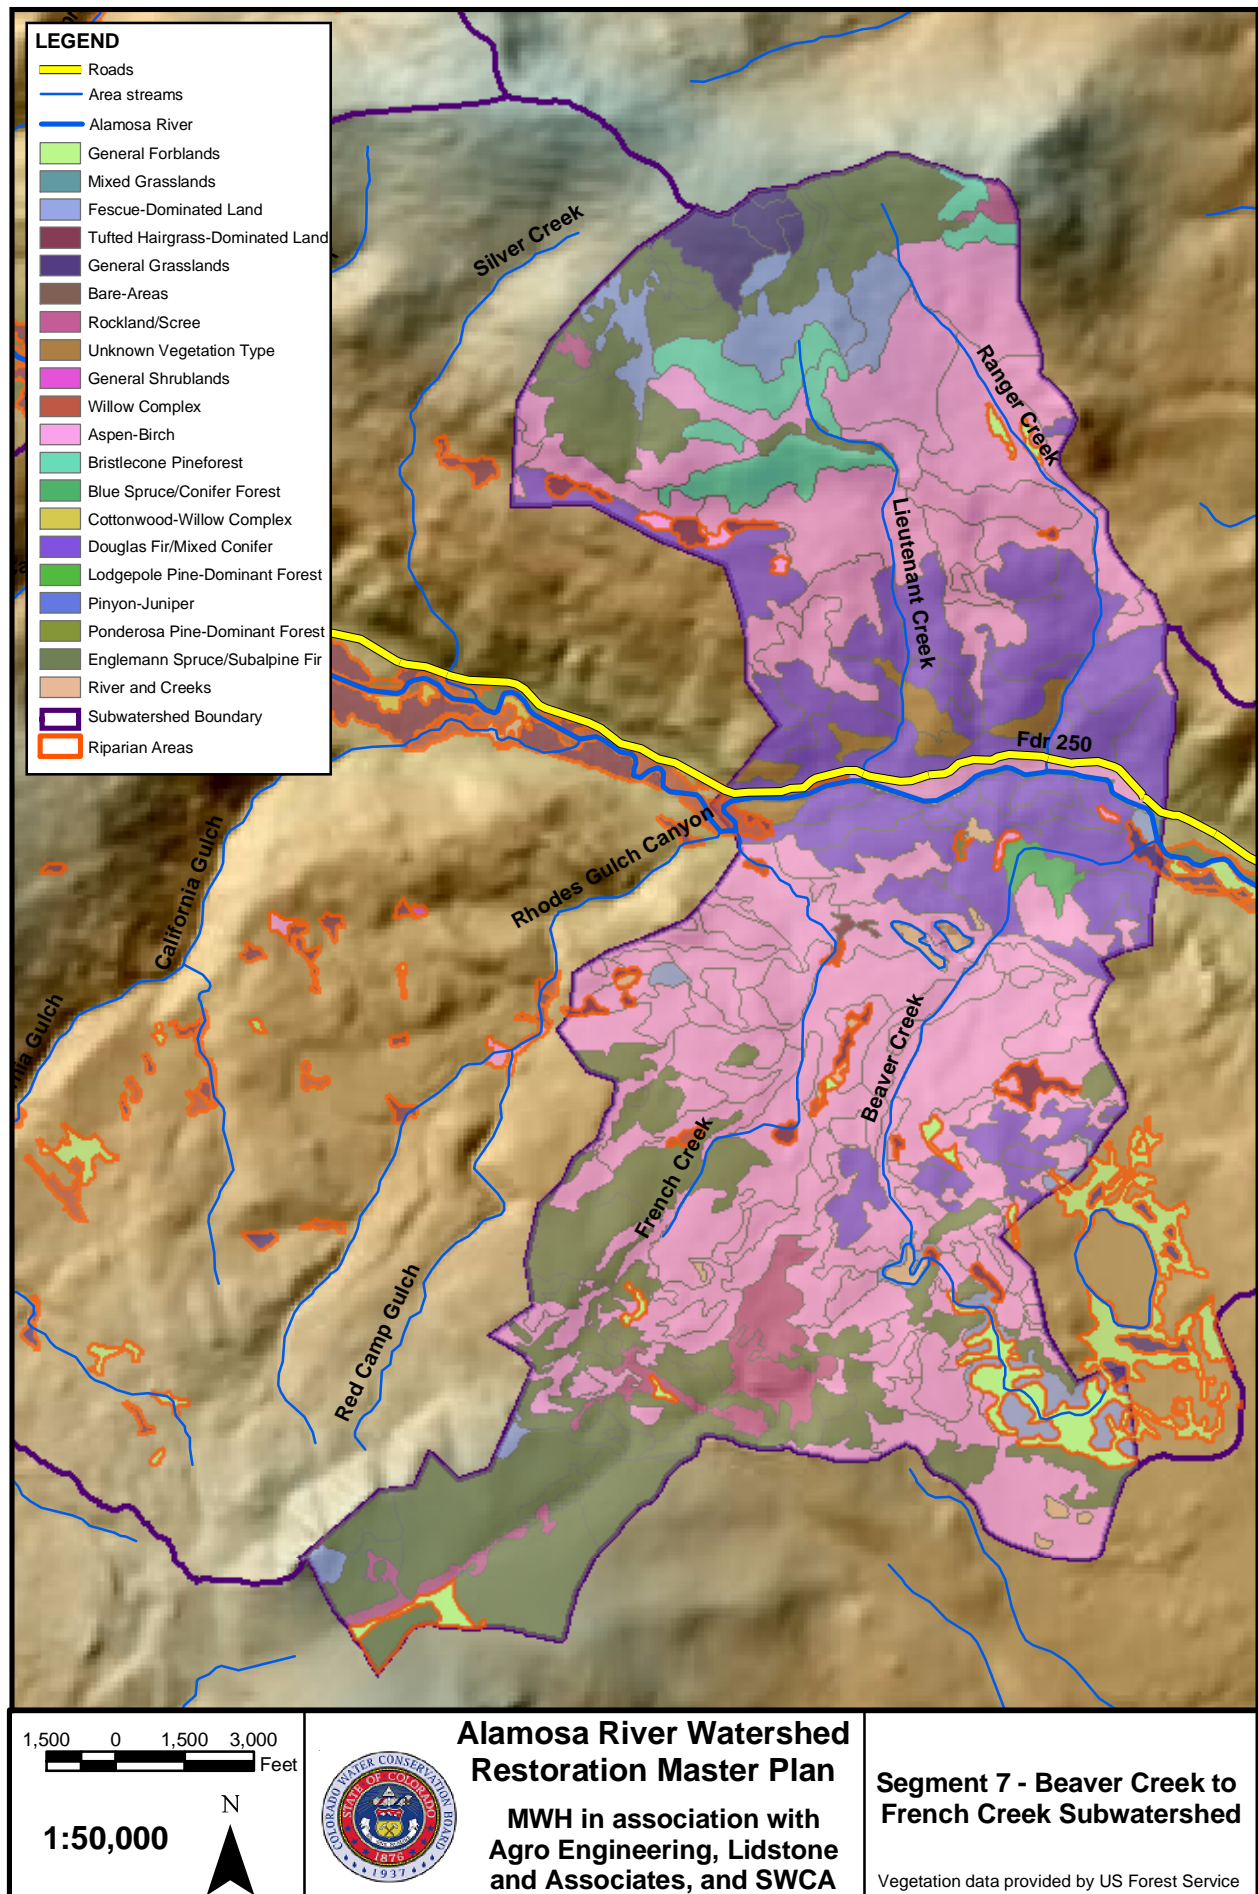 LEGEND
Roads
Area streams
Alamosa River
General Forblands
Mixed Grasslands
Fescue-Dominated Land
Tufted Hairgrass-Dominated Land
General Grasslands
Bare-Areas
Rockland/Scree
Unknown Vegetation Type
General Shrublands
Willow Complex
Aspen-Birch
Bristlecone Pineforest
Blue Spruce/Conifer Forest
Cottonwood-Willow Complex
Douglas Fir/Mixed Conifer
Lodgepole Pine-Dominant Forest
Pinyon-Juniper
Ponderosa Pine-Dominant Forest
Englemann Spruce/Subalpine Fir
River and Creeks
Subwatershed Boundary
Riparian Areas
Silver Creek
Ranger Creek
Lieutenant Creek
Fdr 250
California Gulch
Rhodes Gulch Canyon
nia Gulch
Beaver Creek
French Creek
Red Camp Gulch
1,500 0 1,500 3,000
Feet
1:50,000
N
COLORADO WATER CONSERVATION BOARD
STATE OF COLORADO
1876
1937
Alamosa River Watershed
Restoration Master Plan
MWH in association with
Agro Engineering, Lidstone
and Associates, and SWCA
Segment 7 - Beaver Creek to
French Creek Subwatershed
Vegetation data provided by US Forest Service